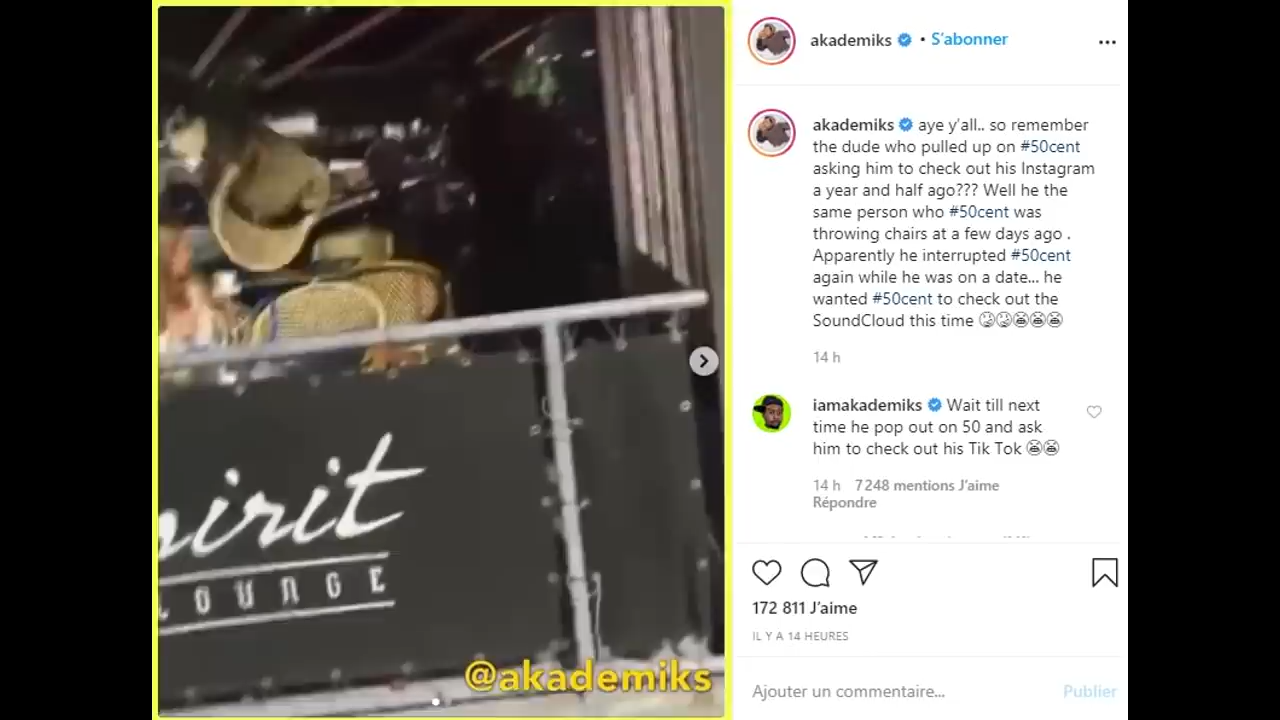 pirit
LOUNGE
@akademiks
akademiks • S'abonner
akademiks aye y'all.. so remember
the dude who pulled up on #50cent
asking him to check out his Instagram
a year and half ago??? Well he the
same person who #50cent was
throwing chairs at a few days ago .
Apparently he interrupted #50cent
again while he was on a date... he
wanted #50cent to check out the
SoundCloud this time 🤣🤣😭😭😭
14 h
iamakademiks Wait till next
time he pop out on 50 and ask
him to check out his Tik Tok 😭😭
14 h 7 248 mentions J'aime
Répondre
172 811 J'aime
IL Y A 14 HEURES
Ajouter un commentaire... Publier